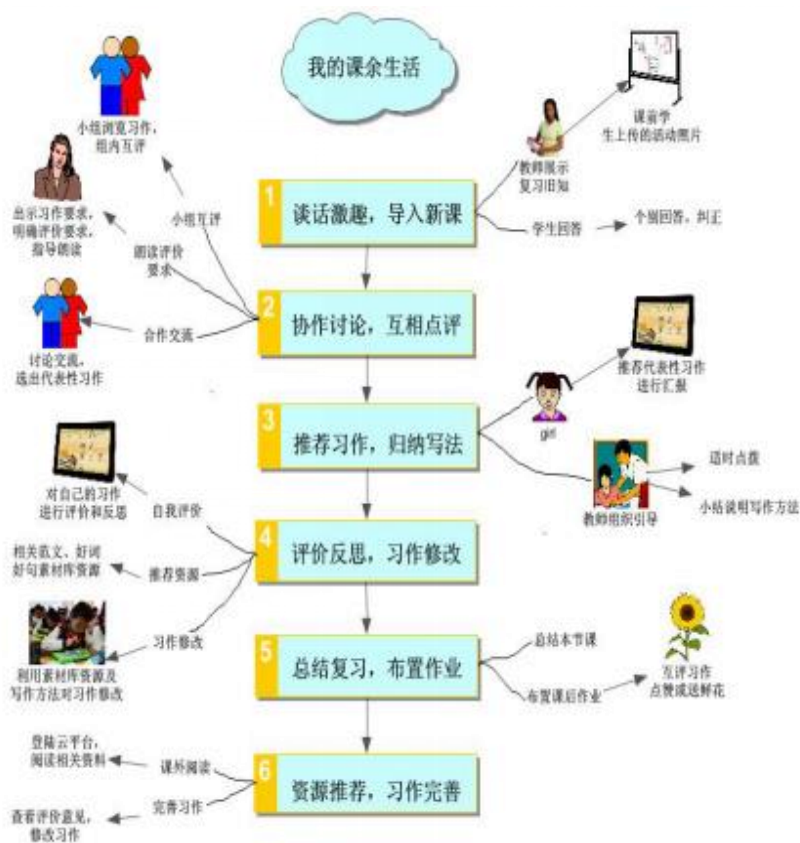 我的课余生活
小组浏览习作，
组内互评
课前学
生上传的活动照片
教师展示
复习旧知
1
谈话激趣，导入新课
学生回答
个别回答，纠正
出示习作要求，
明确评价要求，
指导朗读
小组互评
朗读评价
要求
2
协作讨论，互相点评
合作交流
讨论交流，
选出代表性习作
推荐代表性习作
进行汇报
girl
3
推荐习作，归纳写法
适时点拨
小结说明写作方法
教师组织引导
对自己的习作
进行评价和反思
自我评价
4
评价反思，习作修改
相关范文、好词
好句素材库资源
推荐资源
习作修改
利用素材库资源及
写作方法对习作修改
5
总结复习，布置作业
总结本节课
布置课后作业
互评习作
点赞或送鲜花
登陆云平台，
阅读相关资料
课外阅读
6
资源推荐，习作完善
完善习作
查看评价意见，
修改习作